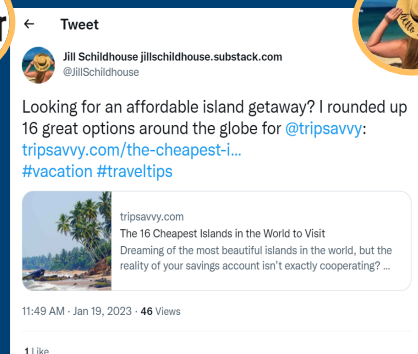 Tweet
Jill Schildhouse jillschildhouse.substack.com
@JillSchildhouse
Looking for an affordable island getaway? I rounded up
16 great options around the globe for @tripsavvy:
tripsavvy.com/the-cheapest-i...
#vacation #traveltips
tripsavvy.com
The 16 Cheapest Islands in the World to Visit
Dreaming of the most beautiful islands in the world, but the
reality of your savings account isn't exactly cooperating? ...
11:49 AM · Jan 19, 2023 · 46 Views
1 Like